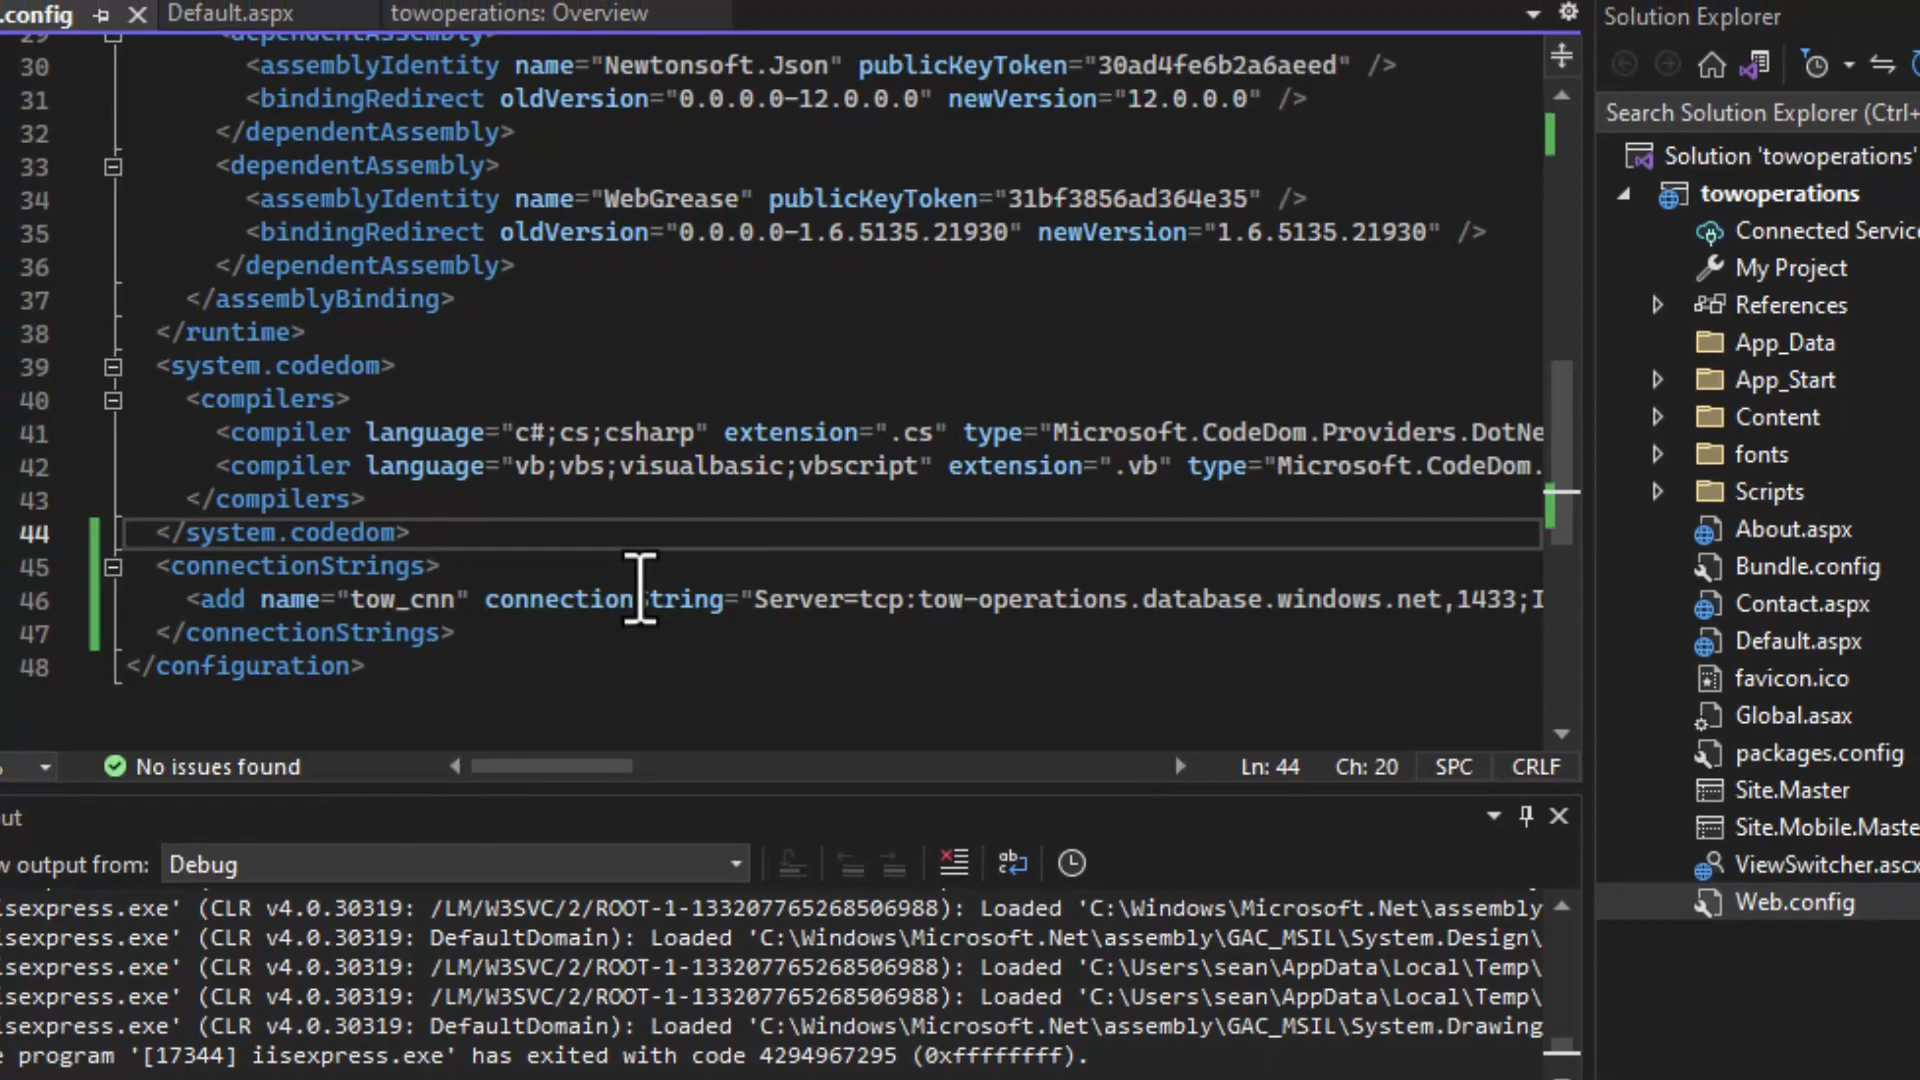 .config
Default.aspx
towoperations: Overview
29 <dependentAssembly>
30 <assemblyIdentity name="Newtonsoft.Json" publicKeyToken="30ad4fe6b2a6aeed" />
31 <bindingRedirect oldVersion="0.0.0.0-12.0.0.0" newVersion="12.0.0.0" />
32 </dependentAssembly>
33 <dependentAssembly>
34 <assemblyIdentity name="WebGrease" publicKeyToken="31bf3856ad364e35" />
35 <bindingRedirect oldVersion="0.0.0.0-1.6.5135.21930" newVersion="1.6.5135.21930" />
36 </dependentAssembly>
37 </assemblyBinding>
38 </runtime>
39 <system.codedom>
40 <compilers>
41 <compiler language="c#;cs;csharp" extension=".cs" type="Microsoft.CodeDom.Providers.DotNe
42 <compiler language="vb;vbs;visualbasic;vbscript" extension=".vb" type="Microsoft.CodeDom.
43 </compilers>
44 </system.codedom>
45 <connectionStrings>
46 <add name="tow_cnn" connectionString="Server=tcp:tow-operations.database.windows.net,1433;I
47 </connectionStrings>
48 </configuration>
No issues found
Ln: 44
Ch: 20
SPC
CRLF
ut
w output from:
Debug
isexpress.exe' (CLR v4.0.30319: /LM/W3SVC/2/ROOT-1-133207765268506988): Loaded 'C:\Windows\Microsoft.Net\assembly
isexpress.exe' (CLR v4.0.30319: DefaultDomain): Loaded 'C:\Windows\Microsoft.Net\assembly\GAC_MSIL\System.Design\
isexpress.exe' (CLR v4.0.30319: /LM/W3SVC/2/ROOT-1-133207765268506988): Loaded 'C:\Users\sean\AppData\Local\Temp\
isexpress.exe' (CLR v4.0.30319: /LM/W3SVC/2/ROOT-1-133207765268506988): Loaded 'C:\Users\sean\AppData\Local\Temp\
isexpress.exe' (CLR v4.0.30319: DefaultDomain): Loaded 'C:\Windows\Microsoft.Net\assembly\GAC_MSIL\System.Drawing
e program '[17344] iisexpress.exe' has exited with code 4294967295 (0xffffffff).
Solution Explorer
Search Solution Explorer (Ctrl+
Solution 'towoperations'
towoperations
Connected Service
My Project
References
App_Data
App_Start
Content
fonts
Scripts
About.aspx
Bundle.config
Contact.aspx
Default.aspx
favicon.ico
Global.asax
packages.config
Site.Master
Site.Mobile.Maste
ViewSwitcher.ascx
Web.config